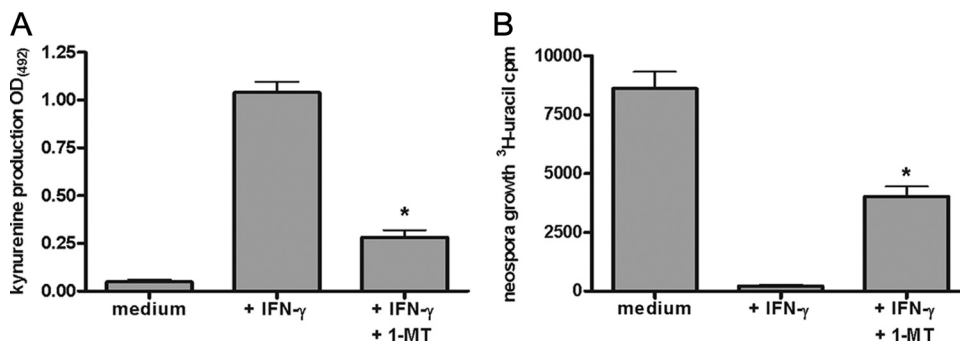 A
kynurenine production OD(492)
1.25
1.00
0.75
0.50
0.25
0.00
*
medium
+ IFN-γ
+ IFN-γ
+ 1-MT
B
neospora growth ³H-uracil cpm
10000
7500
5000
2500
0
*
medium
+ IFN-γ
+ IFN-γ
+ 1-MT